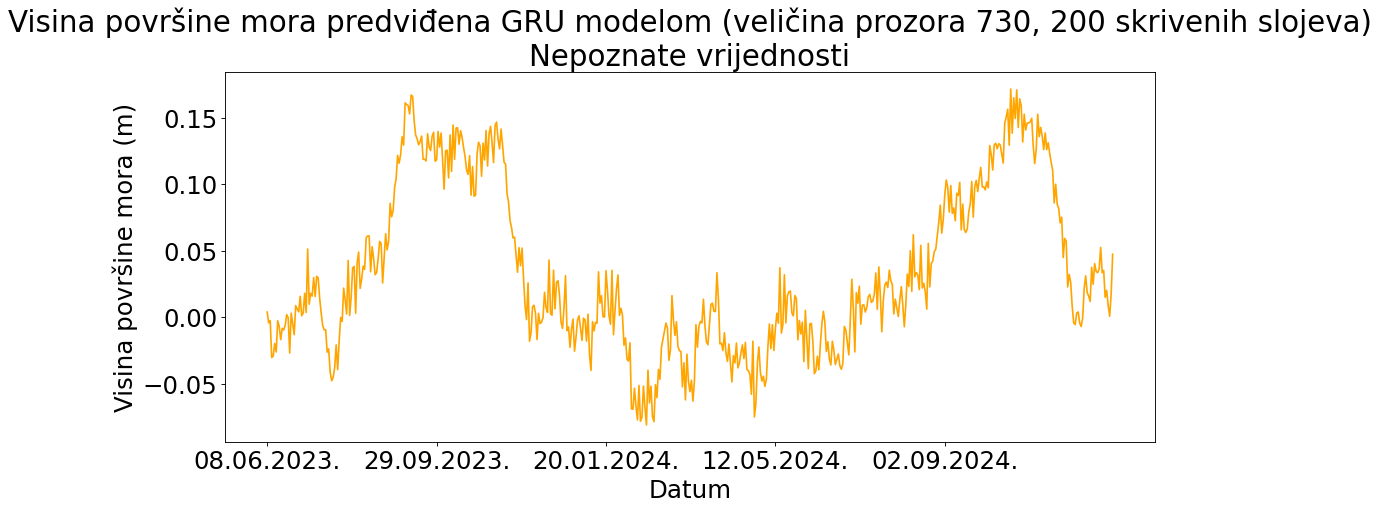 Visina površine mora predviđena GRU modelom (veličina prozora 730, 200 skrivenih slojeva)
Nepoznate vrijednosti
Visina površine mora (m)
0.15
0.10
0.05
0.00
−0.05
08.06.2023. 29.09.2023. 20.01.2024. 12.05.2024. 02.09.2024.
Datum